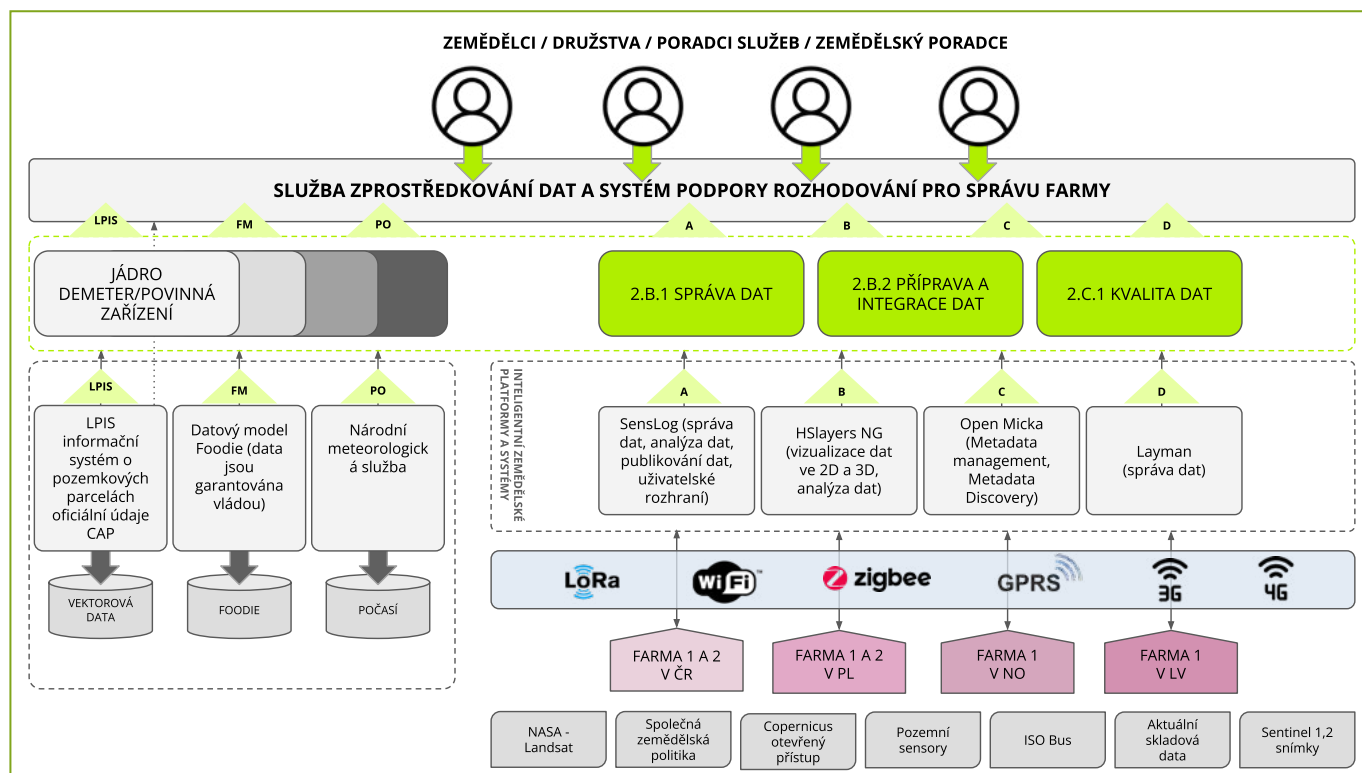 ZEMĚDĚLCI / DRUŽSTVA / PORADCI SLUŽEB / ZEMĚDĚLSKÝ PORADCE
SLUŽBA ZPROSTŘEDKOVÁNÍ DAT A SYSTÉM PODPORY ROZHODOVÁNÍ PRO SPRÁVU FARMY
LPIS
FM
PO
A
B
C
D
JÁDRO
DEMETER/POVINNÁ
ZAŘÍZENÍ
2.B.1 SPRÁVA DAT
2.B.2 PŘÍPRAVA A
INTEGRACE DAT
2.C.1 KVALITA DAT
LPIS
FM
PO
LPIS
informační
systém o
pozemkových
parcelách
oficiální údaje
CAP
Datový model
Foodie (data
jsou
garantována
vládou)
Národní
meteorologick
á služba
VEKTOROVÁ
DATA
FOODIE
POČASÍ
INTELIGENTNÍ ZEMĚDĚLSKÉ
PLATFORMY A SYSTÉMY
A
B
C
D
SensLog (správa
dat, analýza dat,
publikování dat,
uživatelské
rozhraní)
HSlayers NG
(vizualizace dat
ve 2D a 3D,
analýza dat)
Open Micka
(Metadata
management,
Metadata
Discovery)
Layman
(správa dat)
LoRa
WiFi™
zigbee
GPRS
3G
4G
FARMA 1 A 2
V ČR
FARMA 1 A 2
V PL
FARMA 1
V NO
FARMA 1
V LV
NASA -
Landsat
Společná
zemědělská
politika
Copernicus
otevřený
přístup
Pozemní
sensory
ISO Bus
Aktuální
skladová
data
Sentinel 1,2
snímky